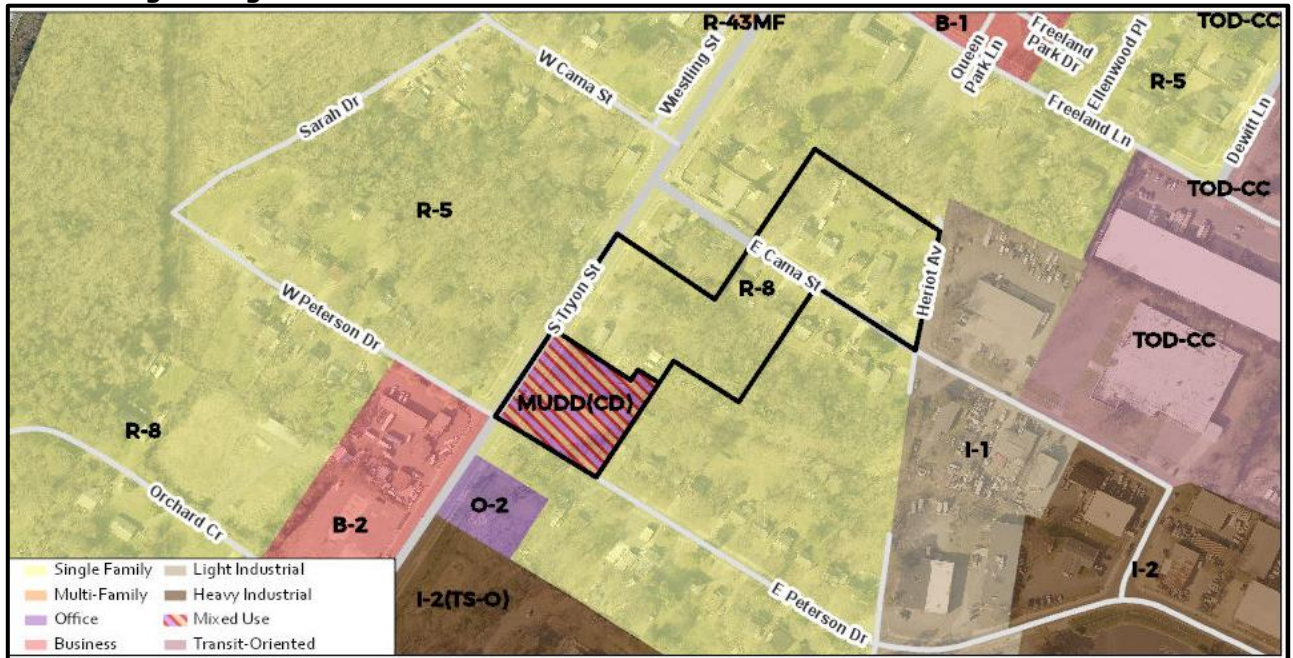 R-43MF
B-1
Queen
Park Ln
Freeland
Park Dr
Ellenwood Pl
TOD-CC
R-5
Wiestling St
W Cama St
Sarah Dr
Freeland Ln
Dewitt Ln
TOD-CC
R-5
E Cama St
R-8
Heriot Av
W Peterson Dr
S Tryon St
TOD-CC
MUDD(CD)
R-8
I-1
Orchard Cr
B-2
O-2
I-2
I-2(TS-O)
E Peterson Dr
Single Family
Light Industrial
Multi-Family
Heavy Industrial
Office
Mixed Use
Business
Transit-Oriented